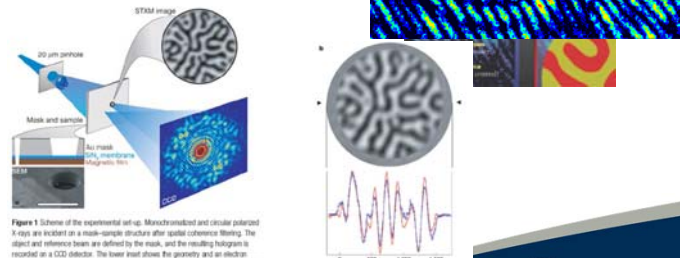 STXM image
20 µm pinhole
Mask and sample
Au mask
SiNx membrane
Magnetic film
SEM
CCD
b
Figure 1 Scheme of the experimental set-up. Monochromatized and circular polarized
X-rays are incident on a mask–sample structure after spatial coherence filtering. The
object and reference beam are defined by the mask, and the resulting hologram is
recorded on a CCD detector. The lower inset shows the geometry and an electron